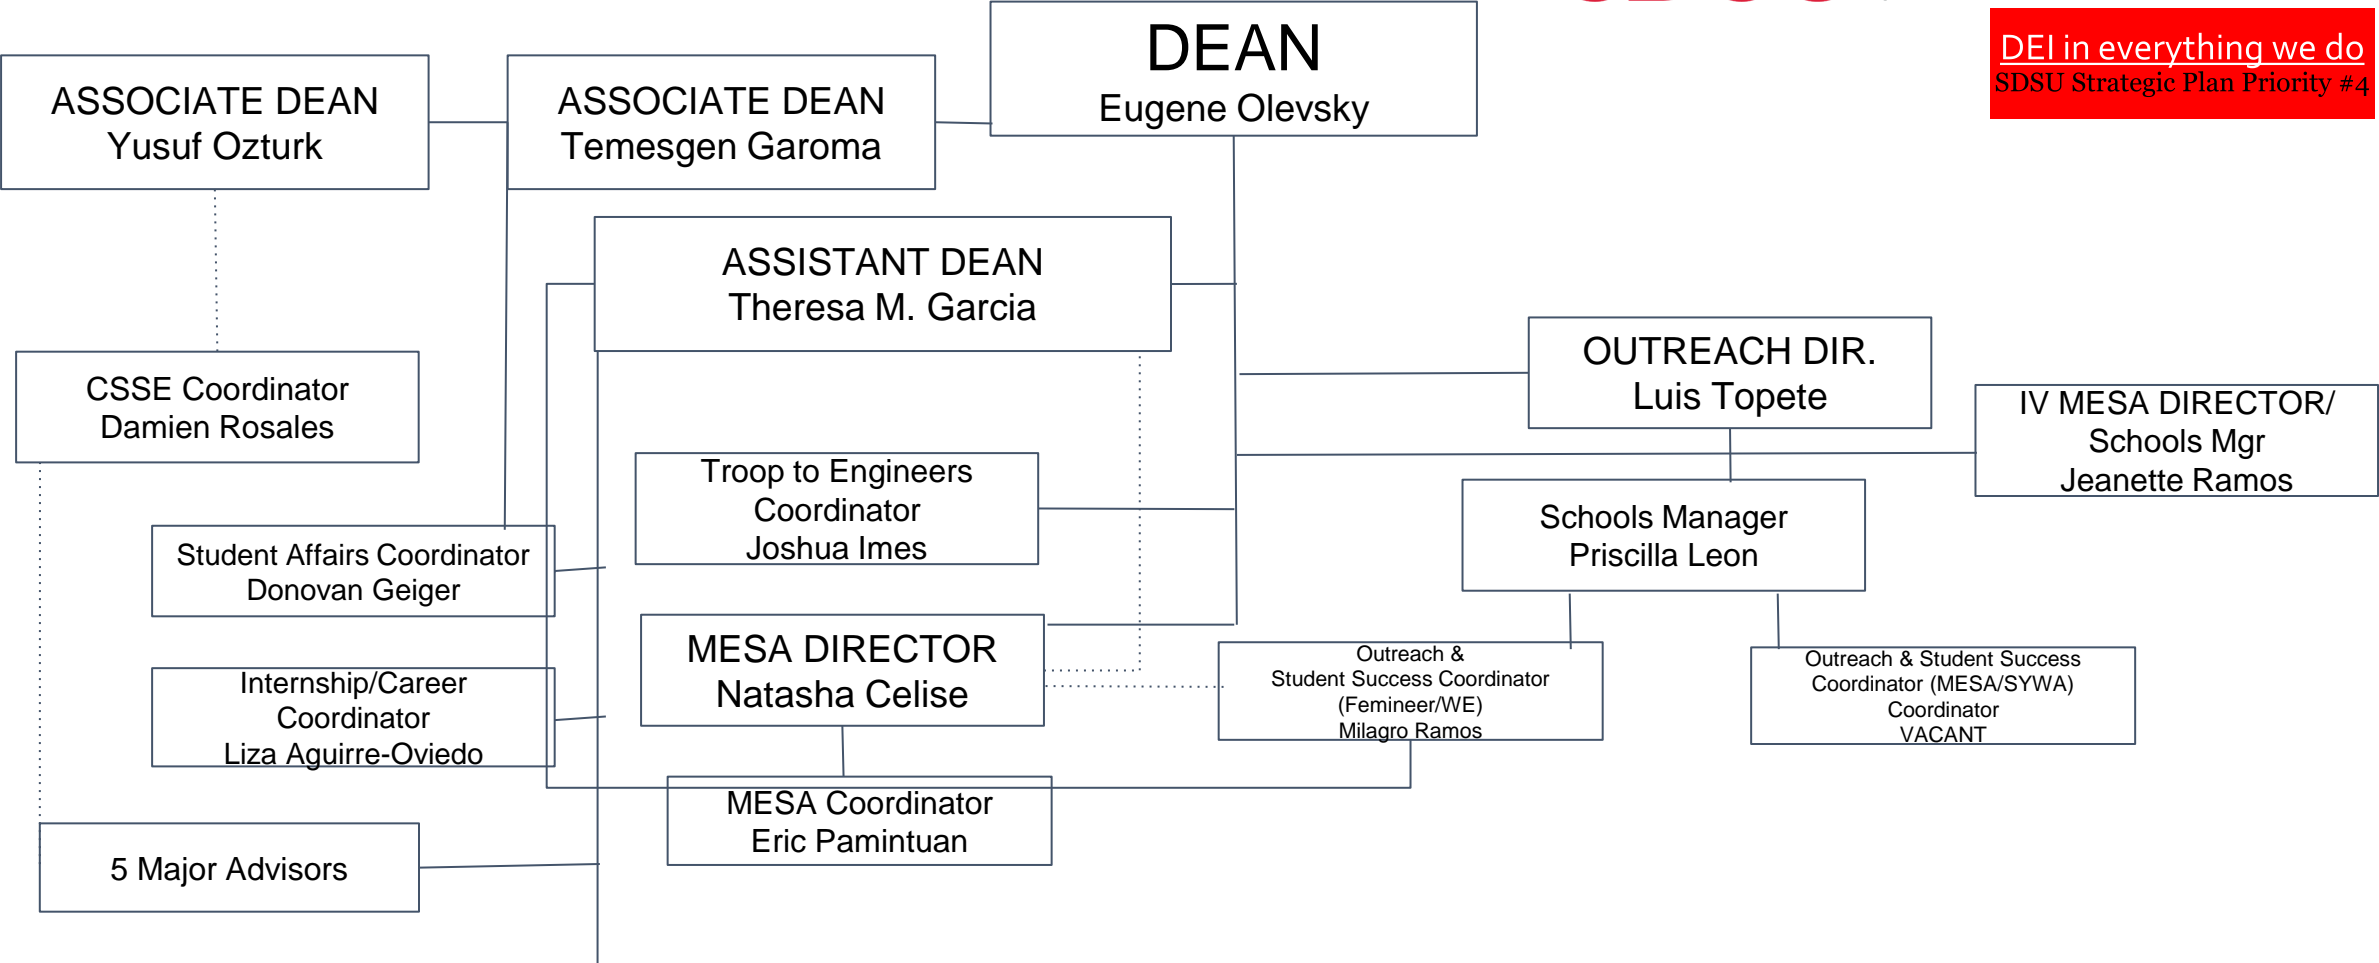 DEAN
Eugene Olevsky
DEI in everything we do
SDSU Strategic Plan Priority #4
ASSOCIATE DEAN
Yusuf Ozturk
ASSOCIATE DEAN
Temesgen Garoma
ASSISTANT DEAN
Theresa M. Garcia
OUTREACH DIR.
Luis Topete
IV MESA DIRECTOR/
Schools Mgr
Jeanette Ramos
CSSE Coordinator
Damien Rosales
Troop to Engineers
Coordinator
Joshua Imes
Schools Manager
Priscilla Leon
Student Affairs Coordinator
Donovan Geiger
MESA DIRECTOR
Natasha Celise
Outreach &
Student Success Coordinator
(Femineer/WE)
Milagro Ramos
Outreach & Student Success
Coordinator (MESA/SYWA)
Coordinator
VACANT
Internship/Career
Coordinator
Liza Aguirre-Oviedo
MESA Coordinator
Eric Pamintuan
5 Major Advisors